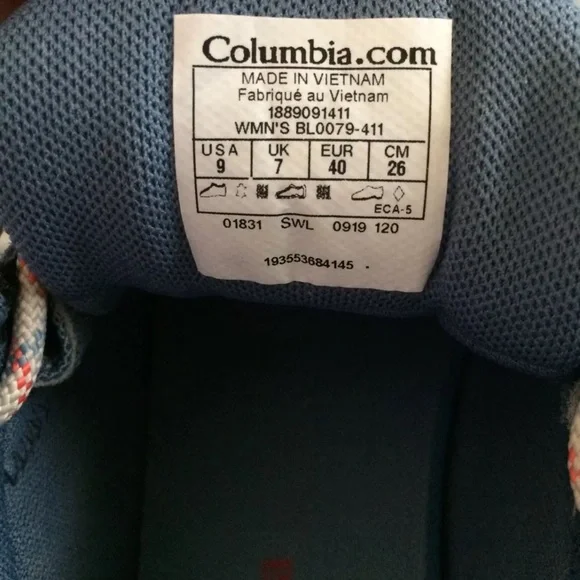 Columbia.com
MADE IN VIETNAM
Fabriqué au Vietnam
1889091411
WMN'S BL0079-411
USA UK EUR CM
9 7 40 26
ECA-5
01831 SWL 0919 120
193553684145